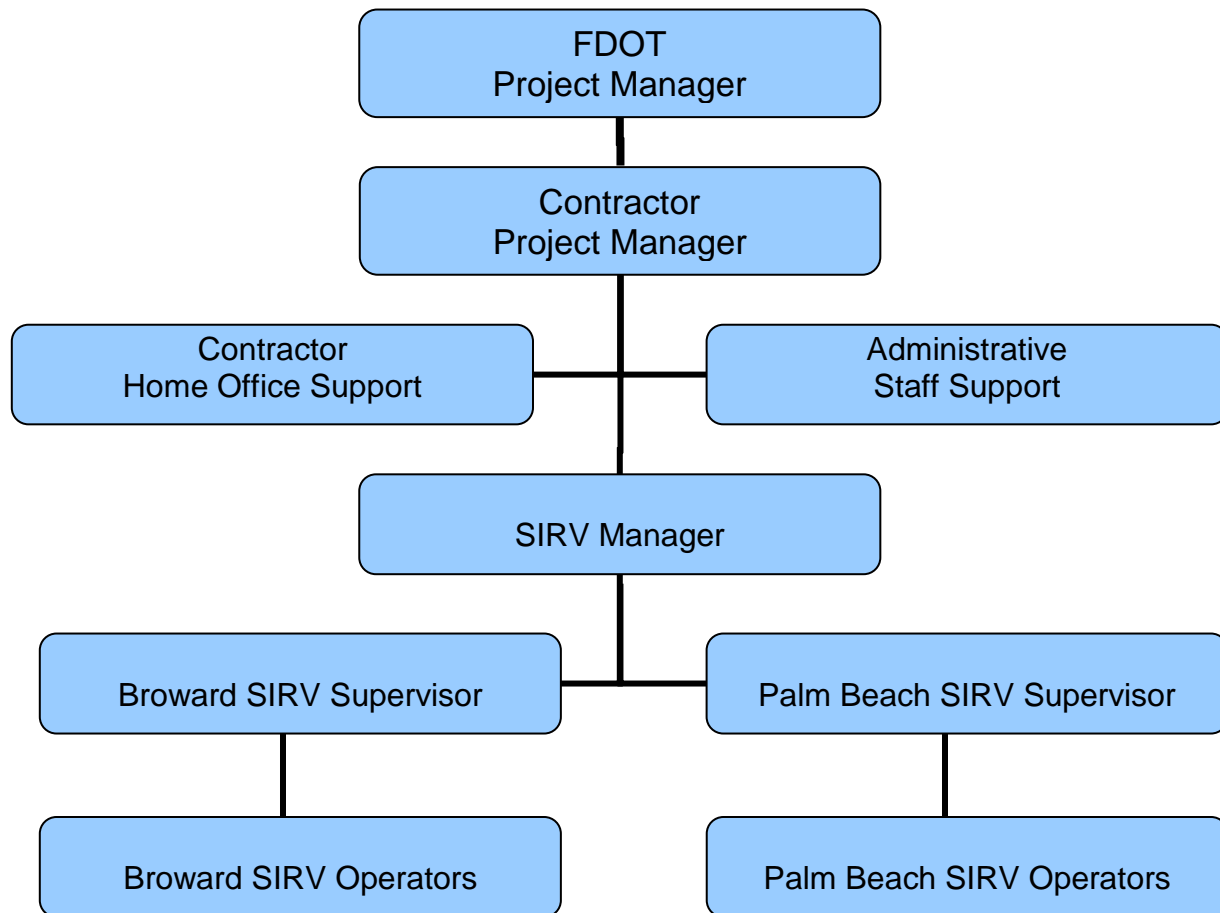 FDOT
Project Manager
Contractor
Project Manager
Contractor
Home Office Support
Administrative
Staff Support
SIRV Manager
Broward SIRV Supervisor
Palm Beach SIRV Supervisor
Broward SIRV Operators
Palm Beach SIRV Operators